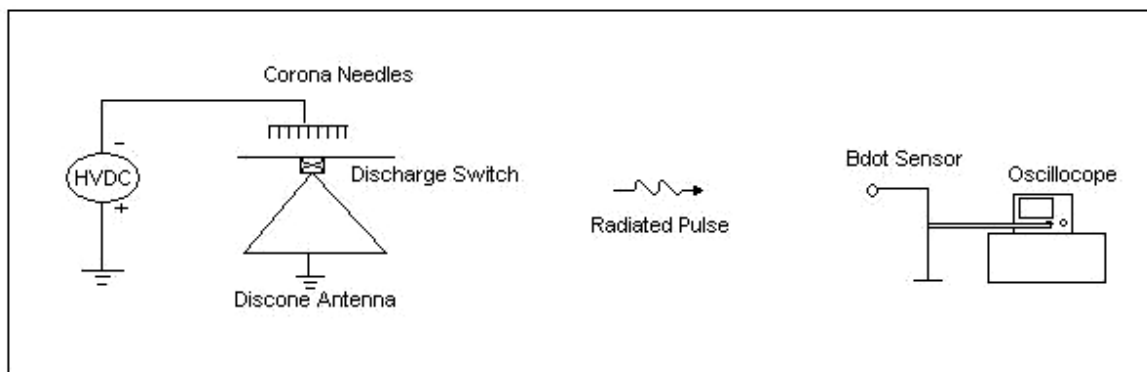 Corona Needles
−
HVDC
+
Discharge Switch
Discone Antenna
Radiated Pulse
Bdot Sensor
Oscillocope